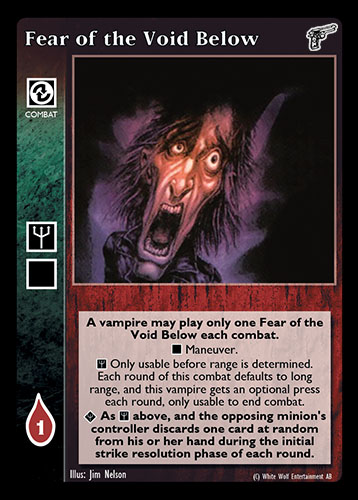 Fear of the Void Below
COMBAT
A vampire may play only one Fear of the
Void Below each combat.
Maneuver.
Only usable before range is determined.
Each round of this combat defaults to long
range, and this vampire gets an optional press
each round, only usable to end combat.
As above, and the opposing minion's
controller discards one card at random
from his or her hand during the initial
strike resolution phase of each round.
1
Illus: Jim Nelson
(C) White Wolf Entertainment AB